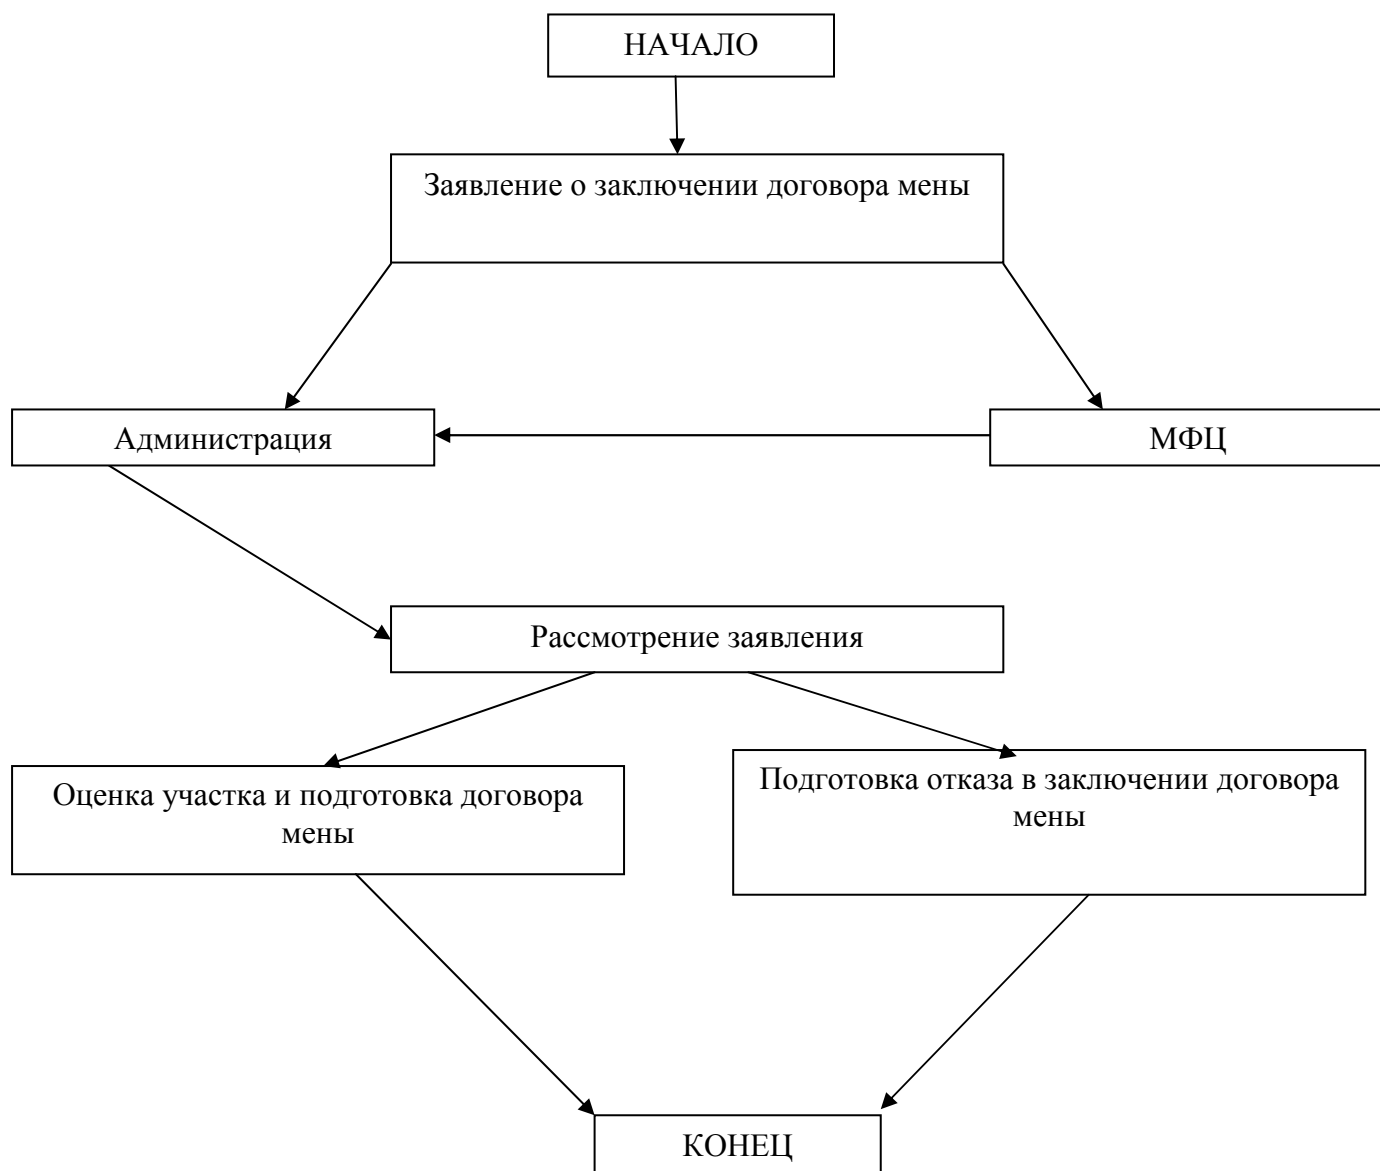 НАЧАЛО
Заявление о заключении договора мены
Администрация
МФЦ
Рассмотрение заявления
Оценка участка и подготовка договора
мены
Подготовка отказа в заключении договора
мены
КОНЕЦ